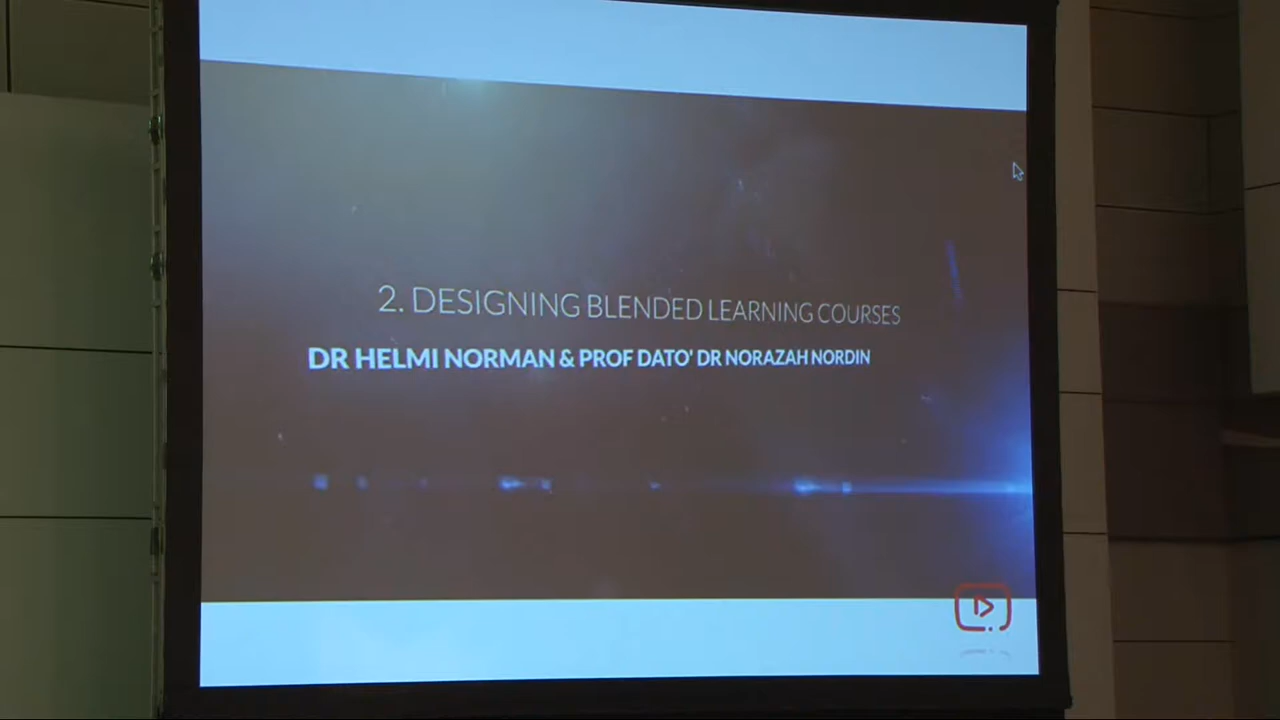 2. DESIGNING BLENDED LEARNING COURSES
DR HELMI NORMAN & PROF DATO' DR NORAZAH NORDIN